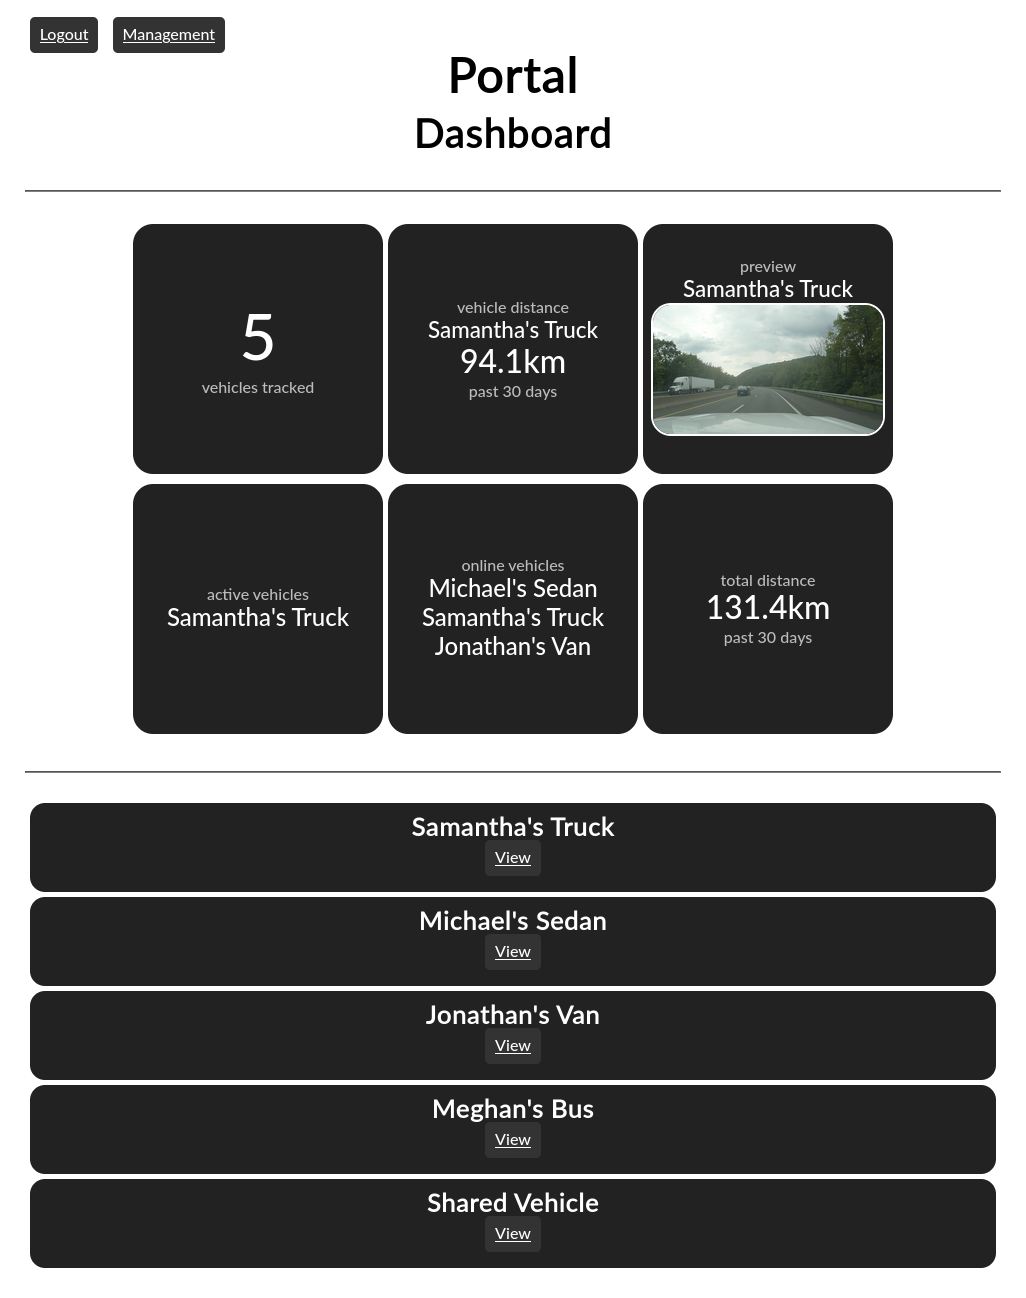 Logout
Management
Portal
Dashboard
5
vehicles tracked
vehicle distance
Samantha's Truck
94.1km
past 30 days
preview
Samantha's Truck
active vehicles
Samantha's Truck
online vehicles
Michael's Sedan
Samantha's Truck
Jonathan's Van
total distance
131.4km
past 30 days
Samantha's Truck
View
Michael's Sedan
View
Jonathan's Van
View
Meghan's Bus
View
Shared Vehicle
View